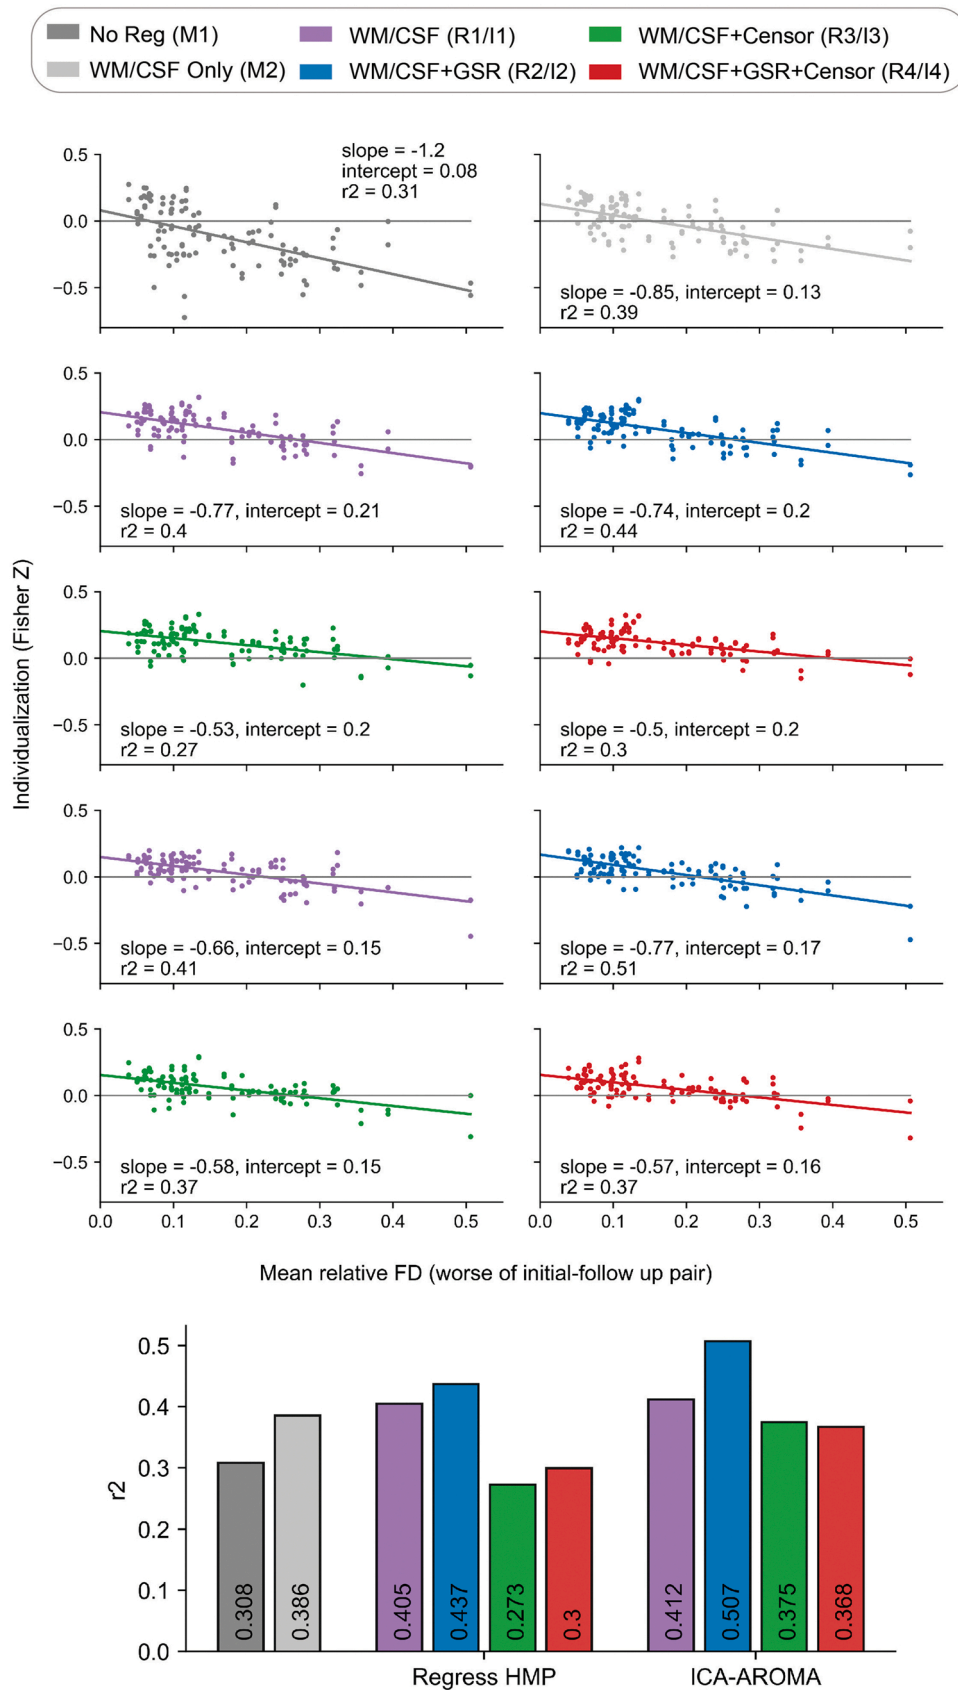 No Reg (M1) WM/CSF (R1/I1) WM/CSF+Censor (R3/I3)
WM/CSF Only (M2) WM/CSF+GSR (R2/I2) WM/CSF+GSR+Censor (R4/I4)
0.5
0.0
−0.5
slope = -1.2
intercept = 0.08
r2 = 0.31
slope = -0.85, intercept = 0.13
r2 = 0.39
0.5
0.0
−0.5
slope = -0.77, intercept = 0.21
r2 = 0.4
slope = -0.74, intercept = 0.2
r2 = 0.44
Individualization (Fisher Z)
0.5
0.0
−0.5
slope = -0.53, intercept = 0.2
r2 = 0.27
slope = -0.5, intercept = 0.2
r2 = 0.3
0.5
0.0
−0.5
slope = -0.66, intercept = 0.15
r2 = 0.41
slope = -0.77, intercept = 0.17
r2 = 0.51
0.5
0.0
−0.5
slope = -0.58, intercept = 0.15
r2 = 0.37
slope = -0.57, intercept = 0.16
r2 = 0.37
0.0 0.1 0.2 0.3 0.4 0.5 0.0 0.1 0.2 0.3 0.4 0.5
Mean relative FD (worse of initial-follow up pair)
r2
0.5
0.4
0.3
0.2
0.1
0.0
0.308 0.386 0.405 0.437 0.273 0.3 0.412 0.507 0.375 0.368
Regress HMP ICA-AROMA